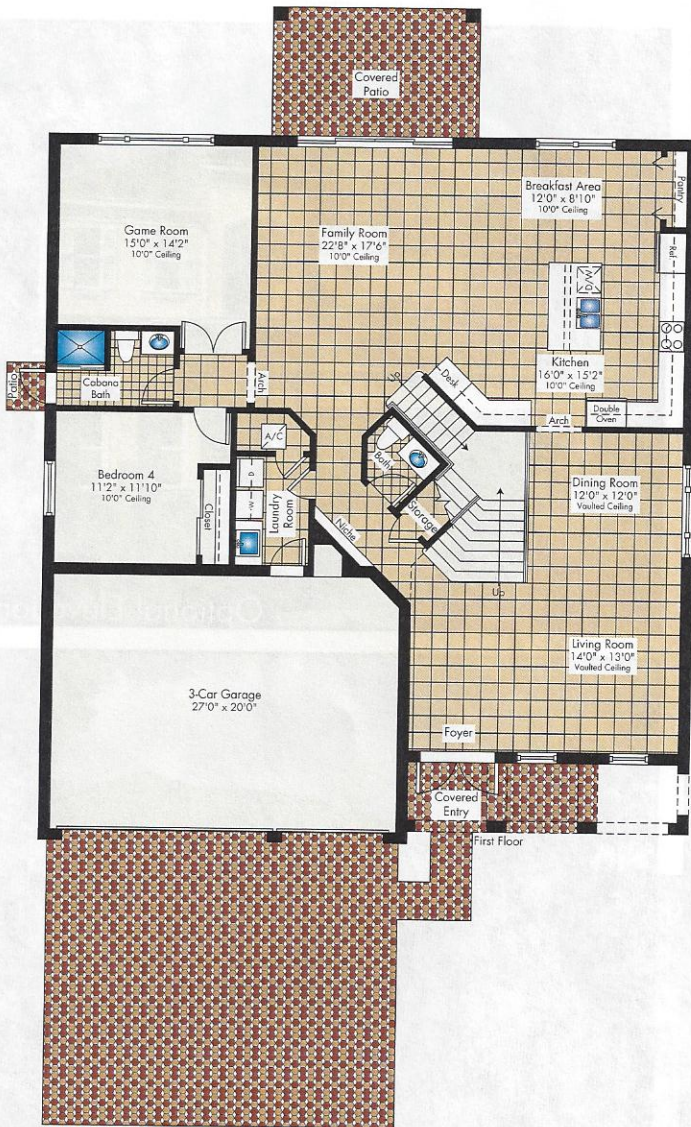 Covered
Patio
Game Room
15'0" x 14'2"
10'0" Ceiling
Family Room
22'8" x 17'6"
10'0" Ceiling
Breakfast Area
12'0" x 8'10"
10'0" Ceiling
Pantry
Ref.
D/W
Kitchen
16'0" x 15'2"
10'0" Ceiling
Desk
Double
Oven
Arch
Up
Patio
Cabana
Bath
Arch
A/C
Bath
Storage
Bedroom 4
11'2" x 11'10"
10'0" Ceiling
Closet
D
W
Laundry
Room
Niche
Up
Dining Room
12'0" x 12'0"
Vaulted Ceiling
Living Room
14'0" x 13'0"
Vaulted Ceiling
3-Car Garage
27'0" x 20'0"
Foyer
Covered
Entry
First Floor